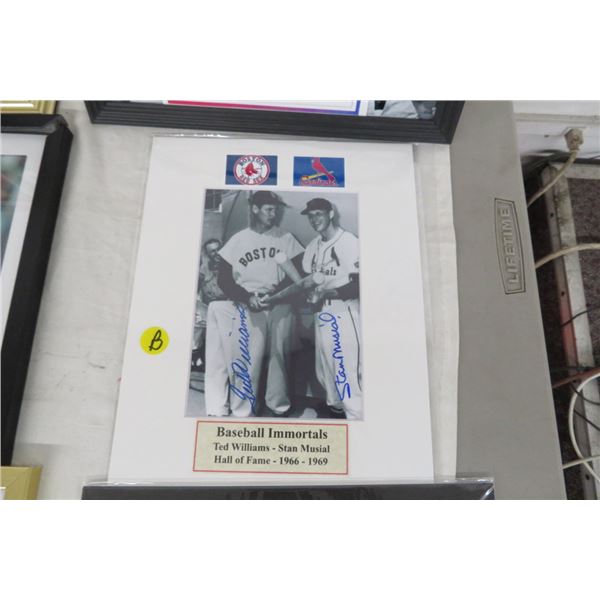 BOSTON
RED SOX
Cardinals
BOSTON
Ted Williams
Stan Musial
B
Baseball Immortals
Ted Williams - Stan Musial
Hall of Fame - 1966 - 1969
LIFETIME